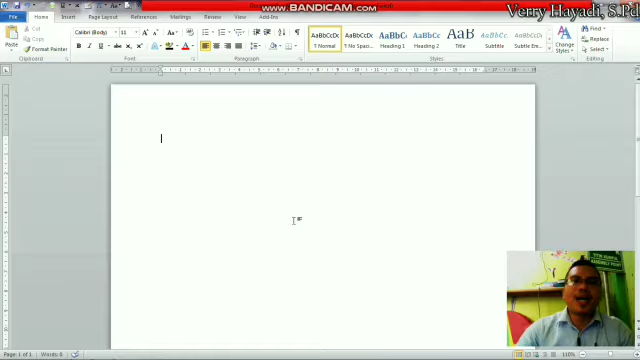 WWW.BANDICAM.COM
Verry Hayadi, S.Pd
File Home Insert Page Layout References Mailings Review View Add-Ins
Paste Cut Copy Format Painter
Calibri (Body) 11
AaBbCcDc AaBbCcDc AaBbCc AaBbCc AaB AaBbCc AaBbCcDc
¶ Normal ¶ No Spaci... Heading 1 Heading 2 Title Subtitle Subtle Em...
Change Styles
Find
Replace
Select
Clipboard Font Paragraph Styles Editing
Page: 1 of 1 Words: 0 110%